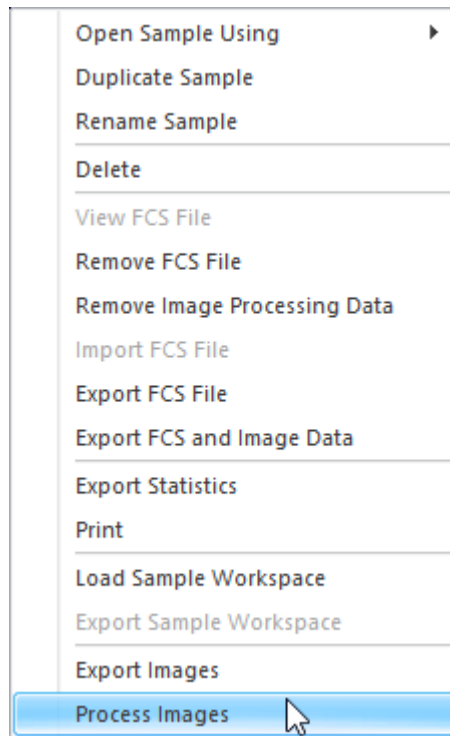 Open Sample Using
Duplicate Sample
Rename Sample
Delete
View FCS File
Remove FCS File
Remove Image Processing Data
Import FCS File
Export FCS File
Export FCS and Image Data
Export Statistics
Print
Load Sample Workspace
Export Sample Workspace
Export Images
Process Images